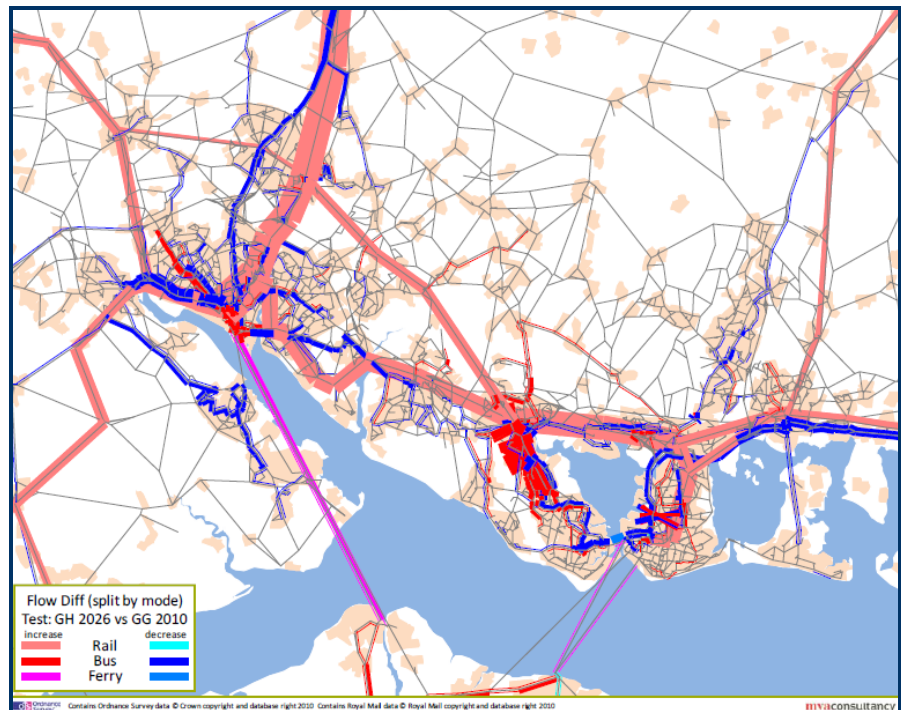 Flow Diff (split by mode)
Test: GH 2026 vs GG 2010
increase decrease
Rail
Bus
Ferry
Ordnance Survey Contains Ordnance Survey data © Crown copyright and database right 2010 Contains Royal Mail data © Royal Mail copyright and database right 2010 mvaconsultancy